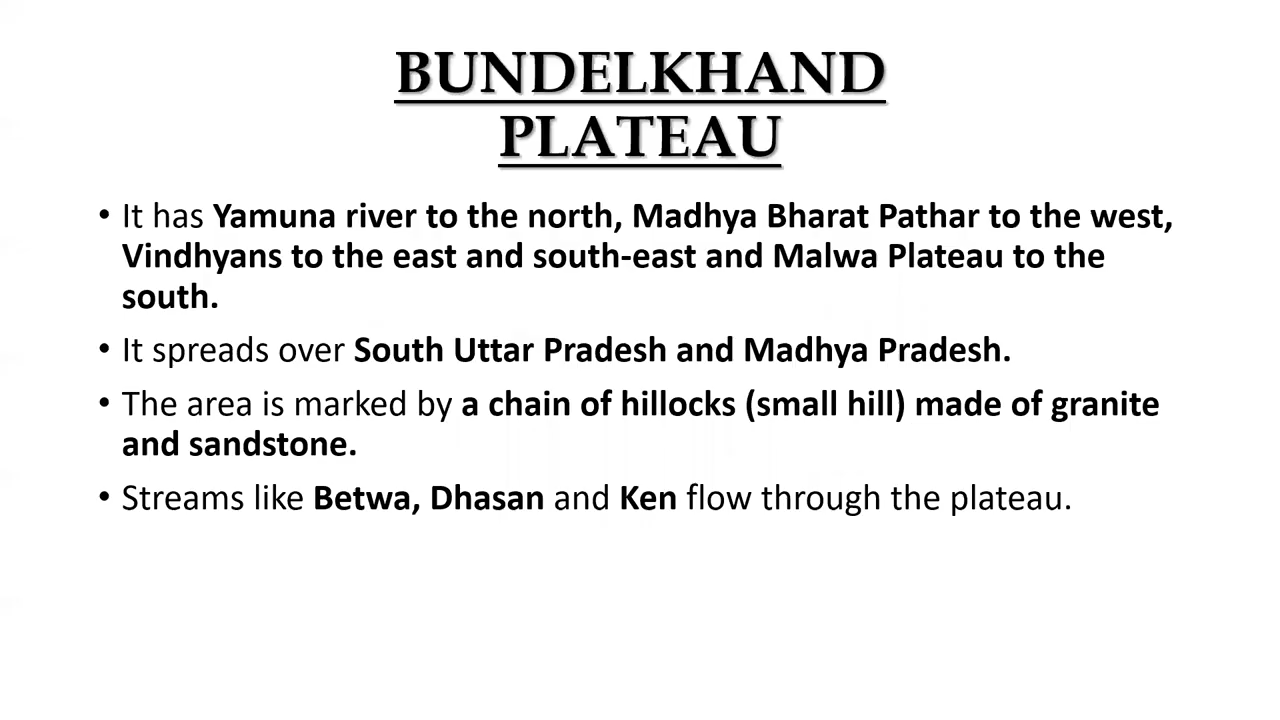 BUNDELKHAND
PLATEAU
• It has Yamuna river to the north, Madhya Bharat Pathar to the west,
Vindhyans to the east and south-east and Malwa Plateau to the
south.
• It spreads over South Uttar Pradesh and Madhya Pradesh.
• The area is marked by a chain of hillocks (small hill) made of granite
and sandstone.
• Streams like Betwa, Dhasan and Ken flow through the plateau.